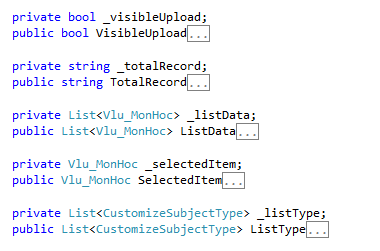 private bool _visibleUpload;
public bool VisibleUpload...
private string _totalRecord;
public string TotalRecord...
private List<Vlu_MonHoc> _listData;
public List<Vlu_MonHoc> ListData...
private Vlu_MonHoc _selectedItem;
public Vlu_MonHoc SelectedItem...
private List<CustomizeSubjectType> _listType;
public List<CustomizeSubjectType> ListType...